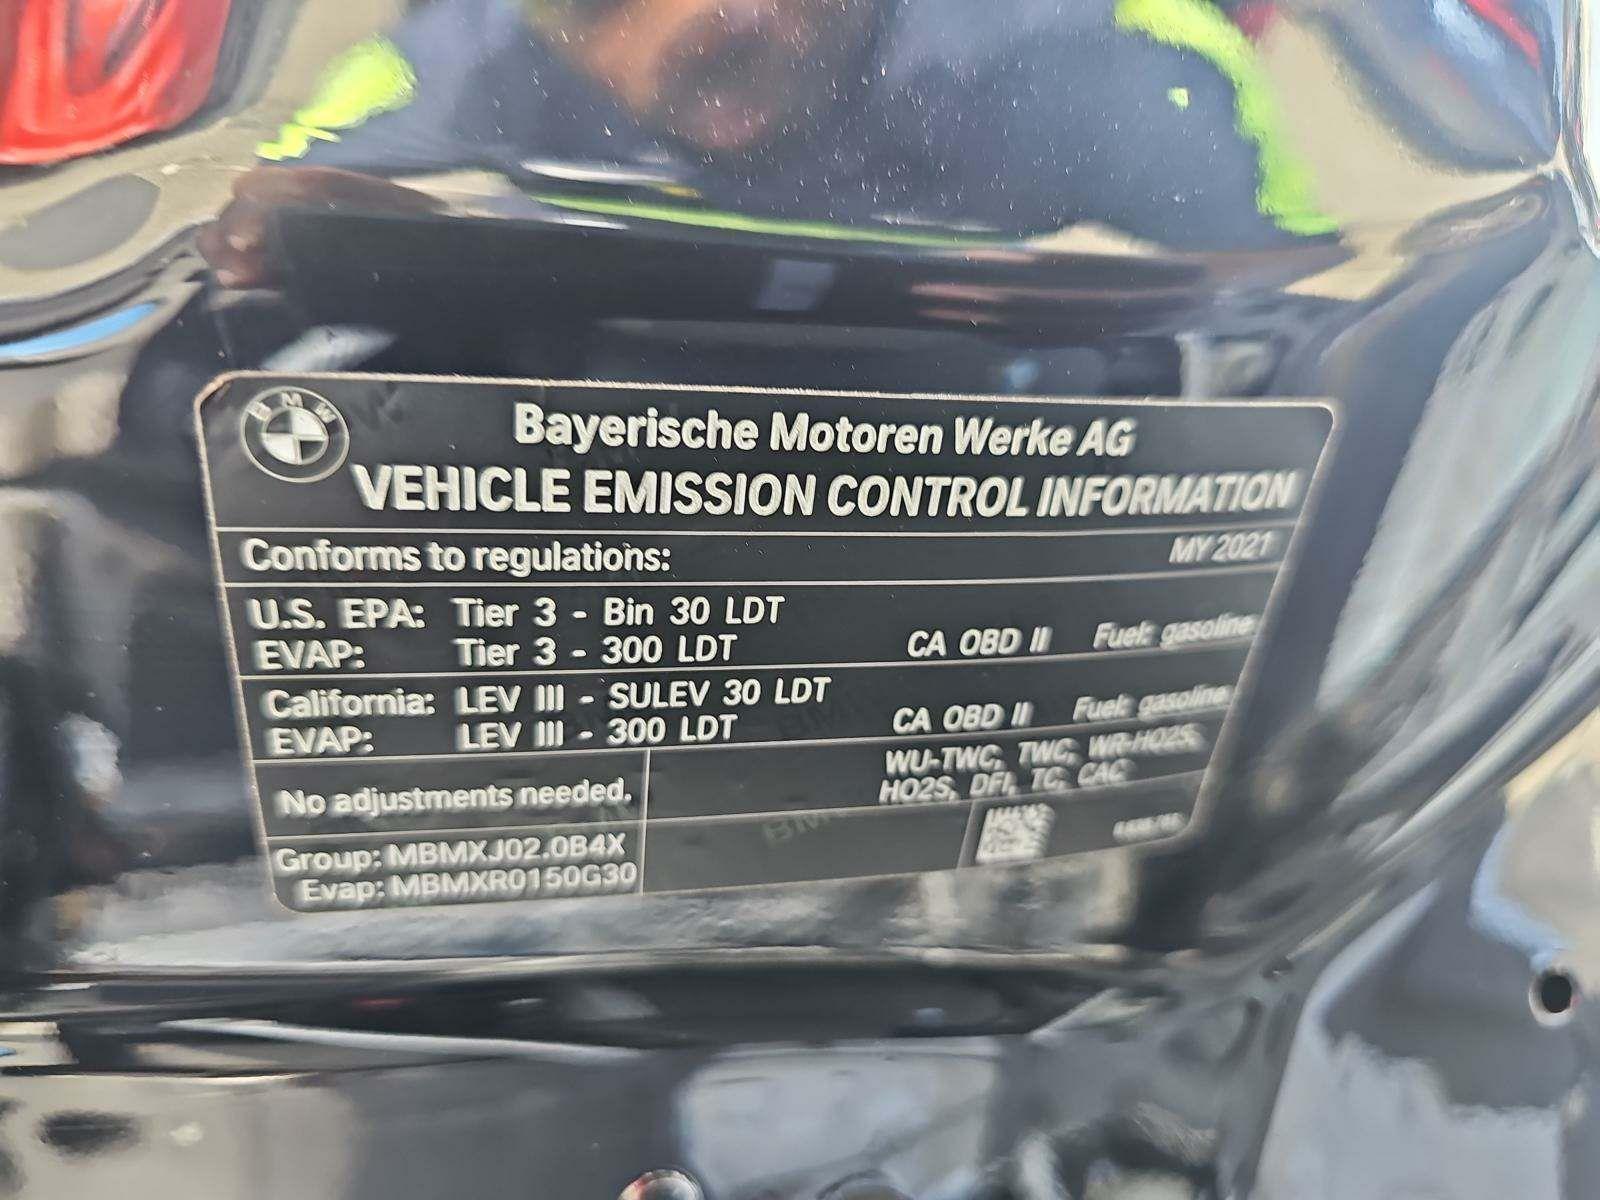 BMW
Bayerische Motoren Werke AG
VEHICLE EMISSION CONTROL INFORMATION
Conforms to regulations: MY 2021
U.S. EPA: Tier 3 - Bin 30 LDT
EVAP: Tier 3 - 300 LDT CA OBD II Fuel: gasoline
California: LEV III - SULEV 30 LDT
EVAP: LEV III - 300 LDT CA OBD II Fuel: gasoline
No adjustments needed. WU-TWC, TWC, WR-HO2S,
HO2S, DFI, TC, CAC
Group: MBMXJ02.0B4X
Evap: MBMXR0150G30